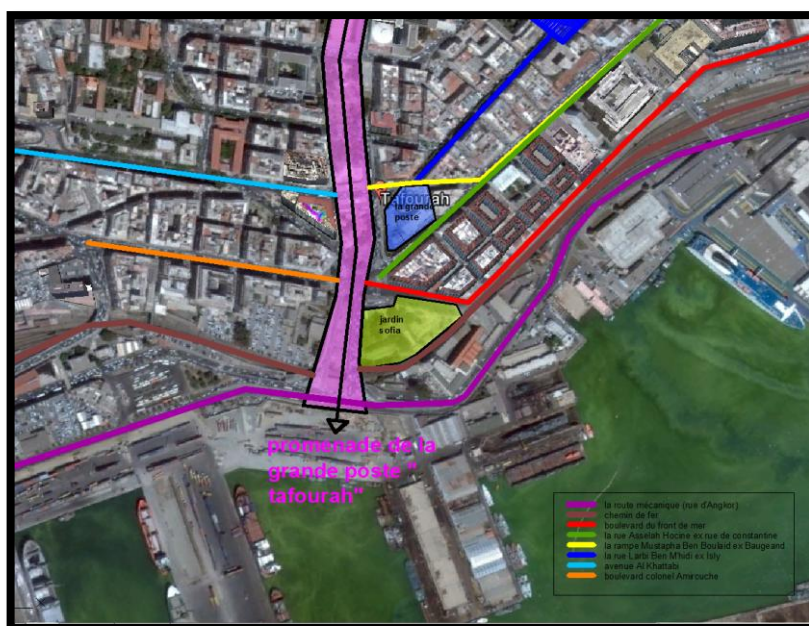 Tafourah
la grande
poste
jardin
sofia
promenade de la
grande poste "
tafourah"
la route mécanique (rue d'Angkor)
chemin de fer
boulevard du front de mer
la rue Asselah Hocine ex rue de constantine
la rampe Mustapha Ben Boulaid ex Baugeand
la rue Larbi Ben M'hidi ex Isly
avenue Al Khattabi
boulevard colonel Amirouche